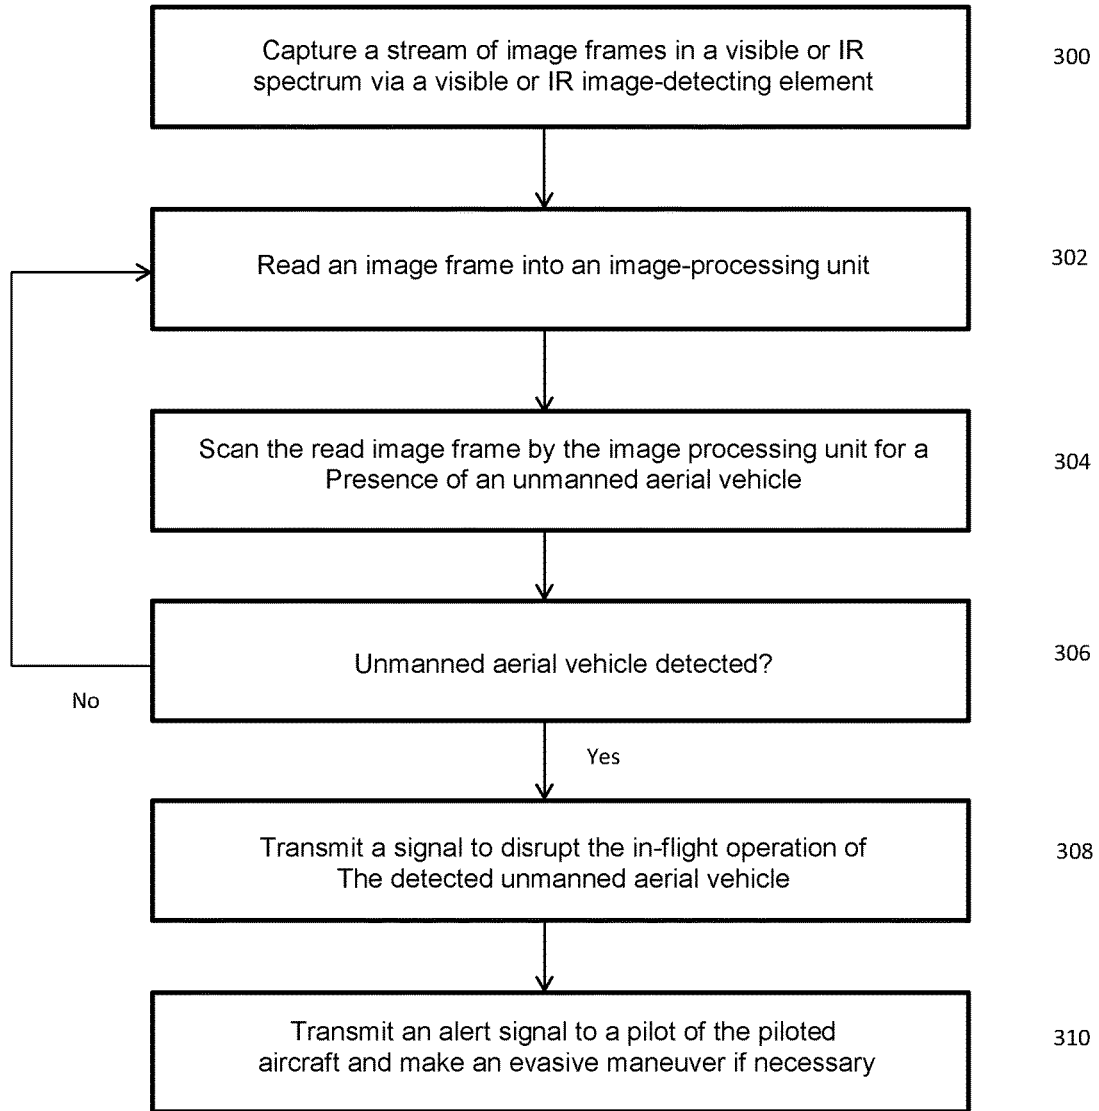 Capture a stream of image frames in a visible or IR
spectrum via a visible or IR image-detecting element
300
Read an image frame into an image-processing unit
302
Scan the read image frame by the image processing unit for a
Presence of an unmanned aerial vehicle
304
Unmanned aerial vehicle detected?
306
No
Yes
Transmit a signal to disrupt the in-flight operation of
The detected unmanned aerial vehicle
308
Transmit an alert signal to a pilot of the piloted
aircraft and make an evasive maneuver if necessary
310